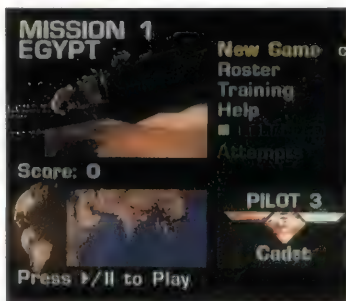 MISSION 1
EGYPT
New Game
Roster
Training
Help
Attempts
Score: 0
PILOT 3
Cadet
Press ▶/II to Play